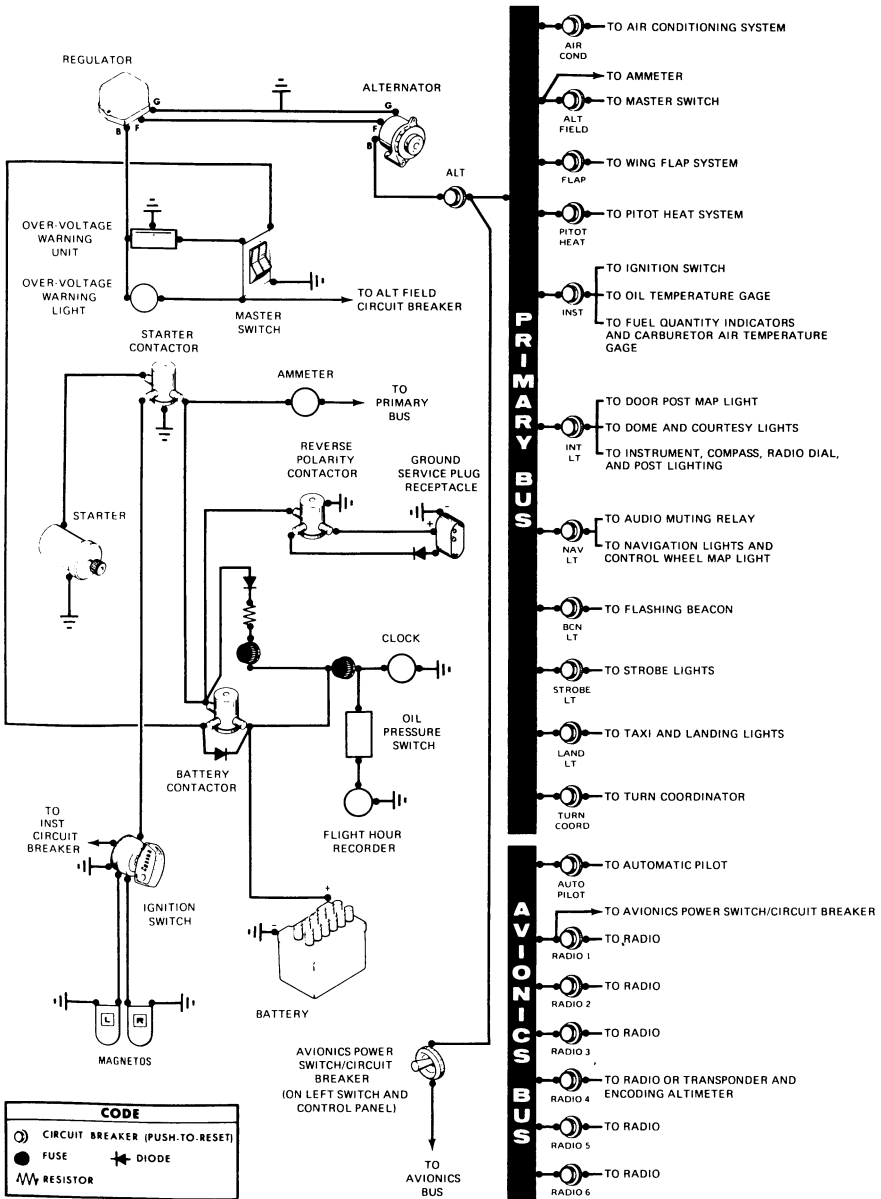 REGULATOR
G
B
F
ALTERNATOR
G
F
B
ALT
OVER-VOLTAGE
WARNING
UNIT
OVER-VOLTAGE
WARNING
LIGHT
MASTER
SWITCH
TO ALT FIELD
CIRCUIT BREAKER
STARTER
CONTACTOR
AMMETER
TO
PRIMARY
BUS
REVERSE
POLARITY
CONTACTOR
GROUND
SERVICE PLUG
RECEPTACLE
-
+
STARTER
CLOCK
OIL
PRESSURE
SWITCH
BATTERY
CONTACTOR
FLIGHT HOUR
RECORDER
TO
INST
CIRCUIT
BREAKER
IGNITION
SWITCH
+
-
BATTERY
L
R
MAGNETOS
AVIONICS POWER
SWITCH/CIRCUIT
BREAKER
(ON LEFT SWITCH AND
CONTROL PANEL)
TO
AVIONICS
BUS
CODE
CIRCUIT BREAKER (PUSH-TO-RESET)
FUSE
DIODE
RESISTOR
PRIMARY BUS
TO AIR CONDITIONING SYSTEM
AIR
COND
TO AMMETER
TO MASTER SWITCH
ALT
FIELD
TO WING FLAP SYSTEM
FLAP
TO PITOT HEAT SYSTEM
PITOT
HEAT
TO IGNITION SWITCH
TO OIL TEMPERATURE GAGE
INST
TO FUEL QUANTITY INDICATORS
AND CARBURETOR AIR TEMPERATURE
GAGE
TO DOOR POST MAP LIGHT
TO DOME AND COURTESY LIGHTS
INT
LT
TO INSTRUMENT, COMPASS, RADIO DIAL,
AND POST LIGHTING
TO AUDIO MUTING RELAY
NAV
LT
TO NAVIGATION LIGHTS AND
CONTROL WHEEL MAP LIGHT
TO FLASHING BEACON
BCN
LT
TO STROBE LIGHTS
STROBE
LT
TO TAXI AND LANDING LIGHTS
LAND
LT
TO TURN COORDINATOR
TURN
COORD
AVIONICS BUS
TO AUTOMATIC PILOT
AUTO
PILOT
TO AVIONICS POWER SWITCH/CIRCUIT BREAKER
TO RADIO
RADIO 1
TO RADIO
RADIO 2
TO RADIO
RADIO 3
TO RADIO OR TRANSPONDER AND
ENCODING ALTIMETER
RADIO 4
TO RADIO
RADIO 5
TO RADIO
RADIO 6